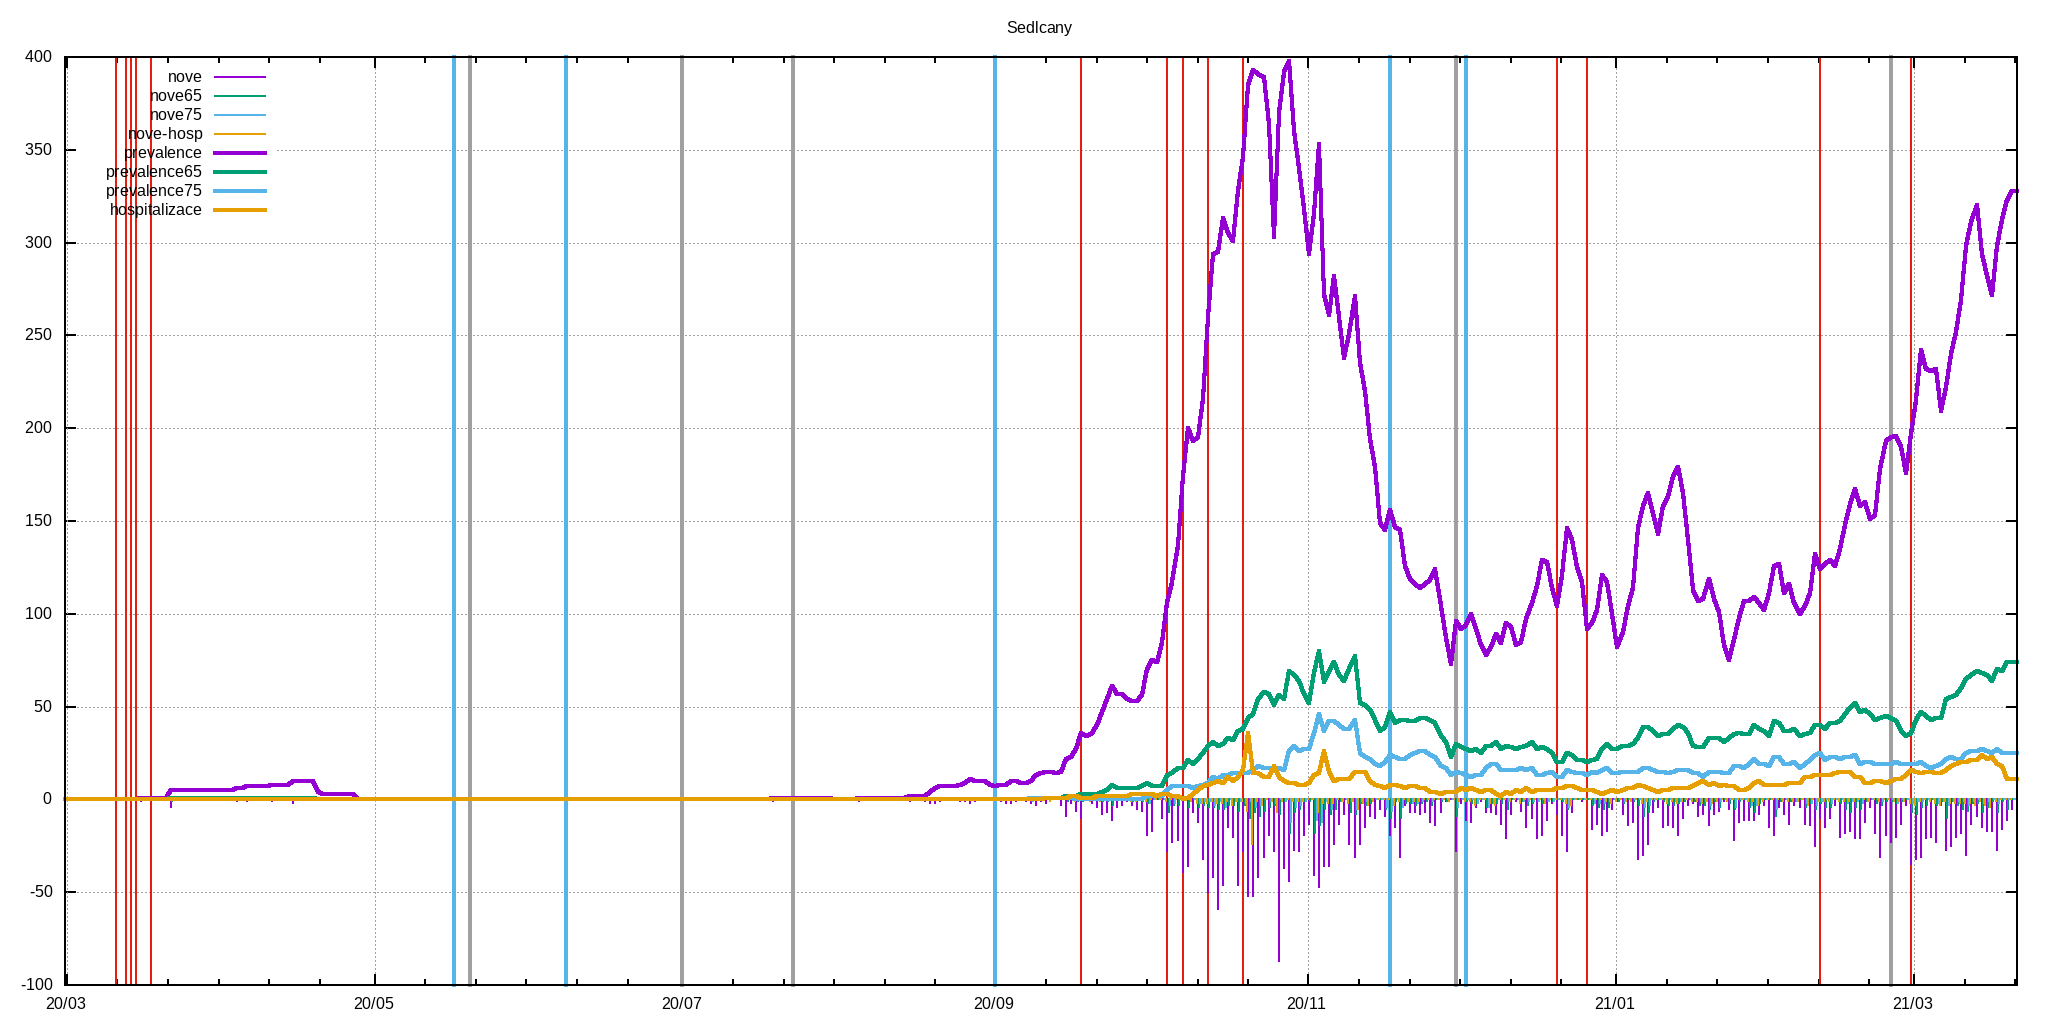 Sedlcany
400
350
300
250
200
150
100
50
0
-50
-100
nove
nove65
nove75
nove-hosp
prevalence
prevalence65
prevalence75
hospitalizace
20/03
20/05
20/07
20/09
20/11
21/01
21/03